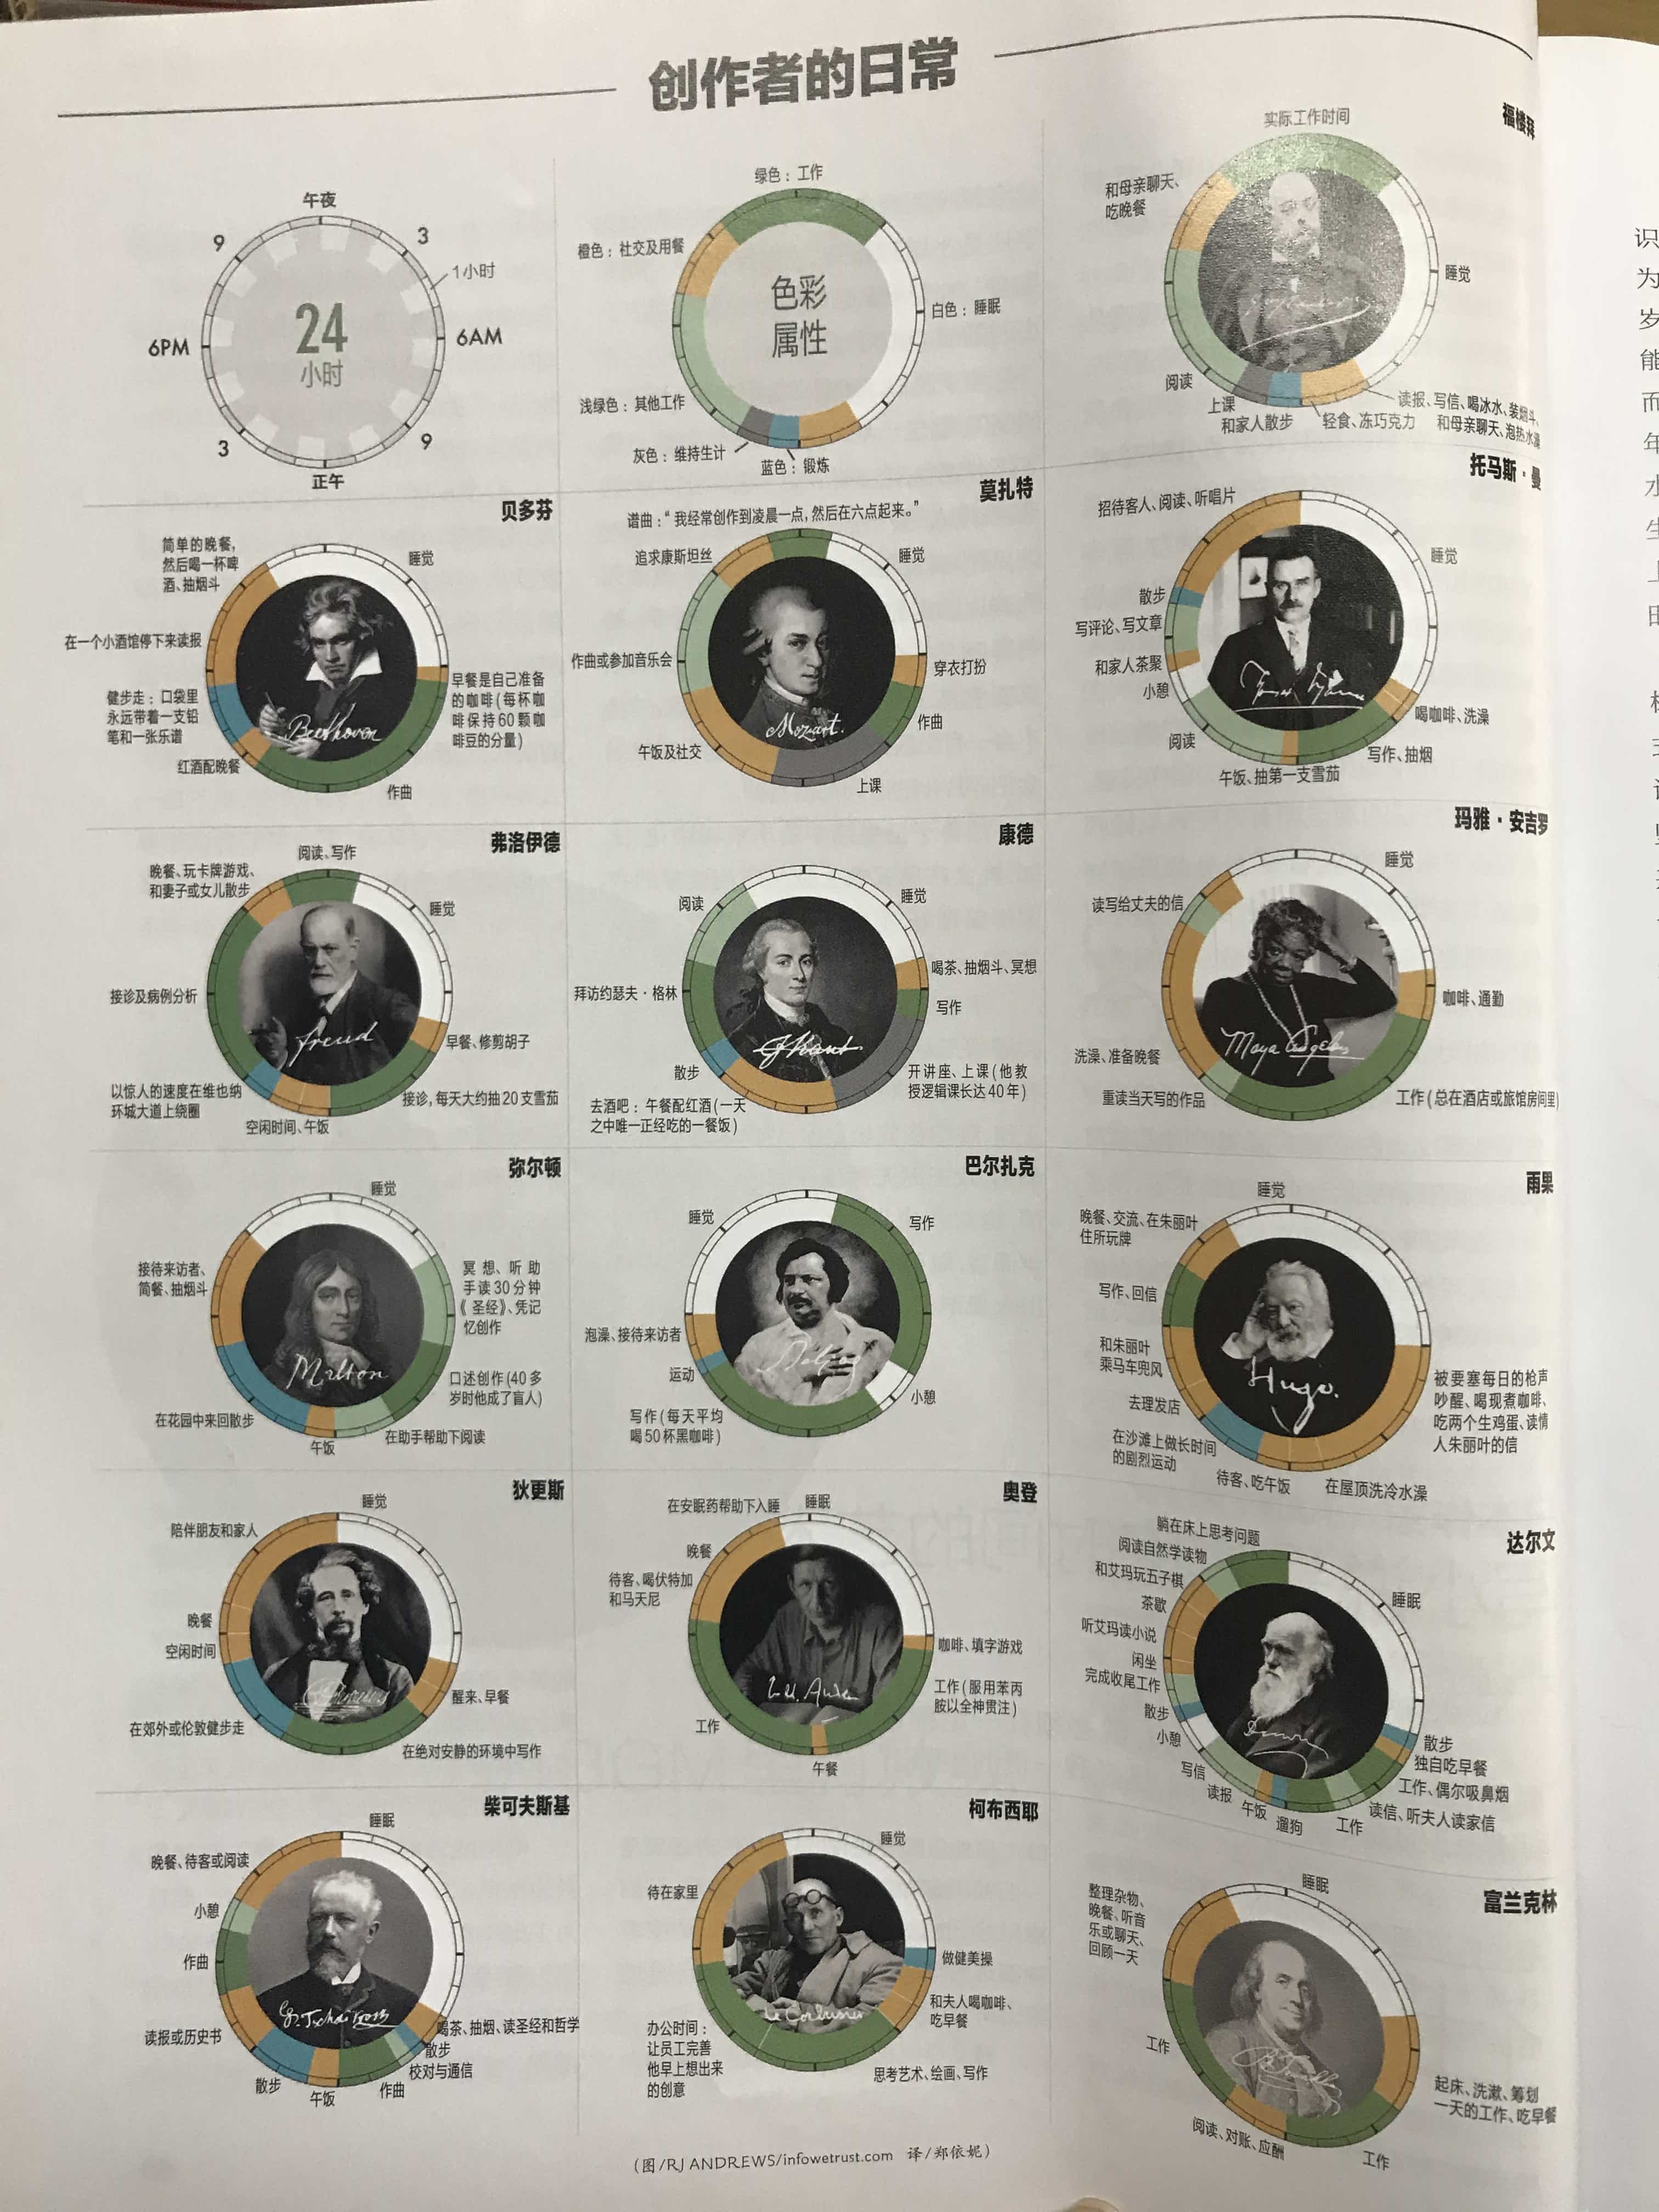 创作者的日常
午夜
3
1小时
6AM
9
正午
3
6PM
9
24
小时
绿色：工作
橙色：社交及用餐
色彩
属性
白色：睡眠
浅绿色：其他工作
灰色：维持生计
蓝色：锻炼
福楼拜
实际工作时间
和母亲聊天、
吃晚餐
睡觉
阅读
上课
和家人散步
轻食、冻巧克力
读报、写信、喝冰水、装烟斗、
和母亲聊天、泡热水澡
贝多芬
简单的晚餐，
然后喝一杯啤
酒、抽烟斗
睡觉
在一个小酒馆停下来读报
健步走：口袋里
永远带着一支铅
笔和一张乐谱
红酒配晚餐
早餐是自己准备
的咖啡（每杯咖
啡保持60颗咖
啡豆的分量）
作曲
Beethoven
莫扎特
谱曲：“我经常创作到凌晨一点，然后在六点起来。”
追求康斯坦丝
睡觉
作曲或参加音乐会
穿衣打扮
作曲
午饭及社交
上课
Mozart.
托马斯·曼
招待客人、阅读、听唱片
睡觉
散步
写评论、写文章
和家人茶聚
小憩
阅读
喝咖啡、洗澡
写作、抽烟
午饭、抽第一支雪茄
弗洛伊德
阅读、写作
晚餐、玩卡牌游戏、
和妻子或女儿散步
睡觉
接诊及病例分析
早餐、修剪胡子
以惊人的速度在维也纳
环城大道上绕圈
接诊，每天大约抽20支雪茄
空闲时间、午饭
freud
康德
阅读
睡觉
喝茶、抽烟斗、冥想
拜访约瑟夫·格林
写作
散步
开讲座、上课（他教
授逻辑课长达40年）
去酒吧：午餐配红酒（一天
之中唯一正经吃的一餐饭）
玛雅·安吉罗
睡觉
读写给丈夫的信
咖啡、通勤
洗澡、准备晚餐
重读当天写的作品
工作（总在酒店或旅馆房间里）
Maya Angelou
弥尔顿
睡觉
接待来访者、
简餐、抽烟斗
冥想、听助
手读30分钟
《圣经》、凭记
忆创作
口述创作（40多
岁时他成了盲人）
在花园中来回散步
午饭
在助手帮助下阅读
Milton
巴尔扎克
睡觉
写作
泡澡、接待来访者
运动
小憩
写作（每天平均
喝50杯黑咖啡）
雨果
睡觉
晚餐、交流、在朱丽叶
住所玩牌
写作、回信
和朱丽叶
乘马车兜风
去理发店
在沙滩上做长时间
的剧烈运动
待客、吃午饭
在屋顶洗冷水澡
被要塞每日的枪声
吵醒、喝现煮咖啡、
吃两个生鸡蛋、读情
人朱丽叶的信
Hugo.
狄更斯
睡觉
陪伴朋友和家人
晚餐
空闲时间
醒来、早餐
在郊外或伦敦健步走
在绝对安静的环境中写作
奥登
在安眠药帮助下入睡
睡眠
晚餐
待客、喝伏特加
和马天尼
咖啡、填字游戏
工作（服用苯丙
胺以全神贯注）
工作
午餐
达尔文
躺在床上思考问题
阅读自然学读物
和艾玛玩五子棋
茶歇
听艾玛读小说
闲坐
完成收尾工作
散步
小憩
写信
读报
午饭
遛狗
工作
读信、听夫人读家信
工作、偶尔吸鼻烟
独自吃早餐
散步
睡眠
柴可夫斯基
睡眠
晚餐、待客或阅读
小憩
作曲
读报或历史书
散步
午饭
作曲
校对与通信
散步
喝茶、抽烟、读圣经和哲学
柯布西耶
睡觉
待在家里
做健美操
和夫人喝咖啡、
吃早餐
办公时间：
让员工完善
他早上想出来
的创意
思考艺术、绘画、写作
Le Corbusier
富兰克林
睡眠
整理杂物、
晚餐、听音
乐或聊天、
回顾一天
工作
起床、洗漱、筹划
一天的工作、吃早餐
阅读、对账、应酬
工作
（图/RJ ANDREWS/infowetrust.com 译/郑依妮）
识
为
岁
能
而
年
水